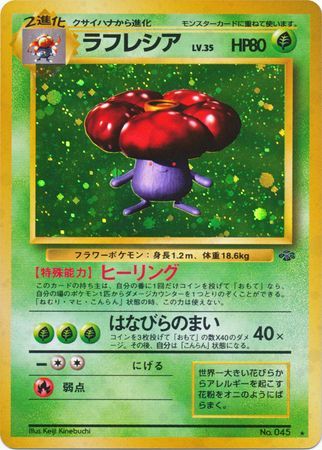 2進化 クサイハナから進化 モンスターカードに重ねて使います。
ラフレシア LV.35 HP80
フラワーポケモン：身長1.2m、体重18.6kg
【特殊能力】ヒーリング
このカードの持ち主は、自分の番に1回だけコインを投げて「おもて」なら、
自分の場のポケモン1匹からダメージカウンターを1つとりのぞくことができる。
「ねむり・マヒ・こんらん」状態の時、この力は使えない。
はなびらのまい 40×
コインを3枚投げて「おもて」の数X40のダメ
ージ。その後、自分は「こんらん」状態になる。
にげる
弱点
世界一大きい花びらから
アレルギーを起こす
花粉をオニのように
ばらまく。
Illus.Keiji Kinebuchi
No.045 ★